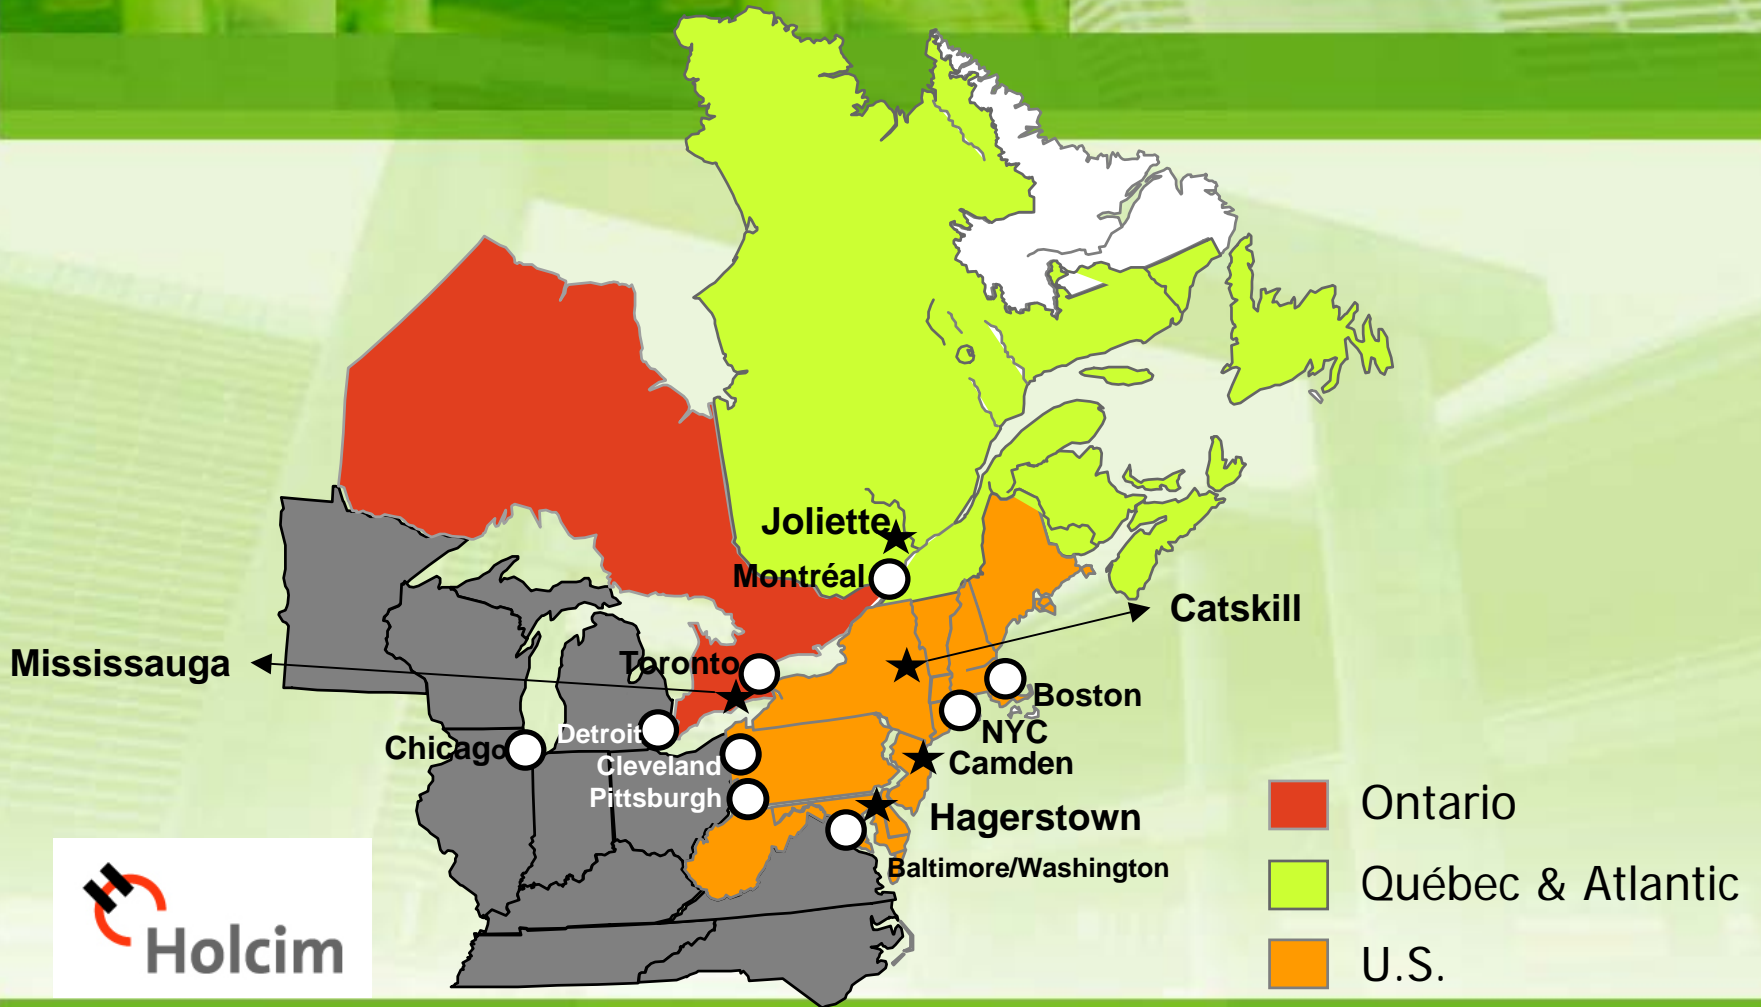 Joliette
Montréal
Catskill
Mississauga
Toronto
Boston
NYC
Detroit
Chicago
Cleveland
Camden
Pittsburgh
Hagerstown
Baltimore/Washington
Ontario
Québec & Atlantic
U.S.
Holcim